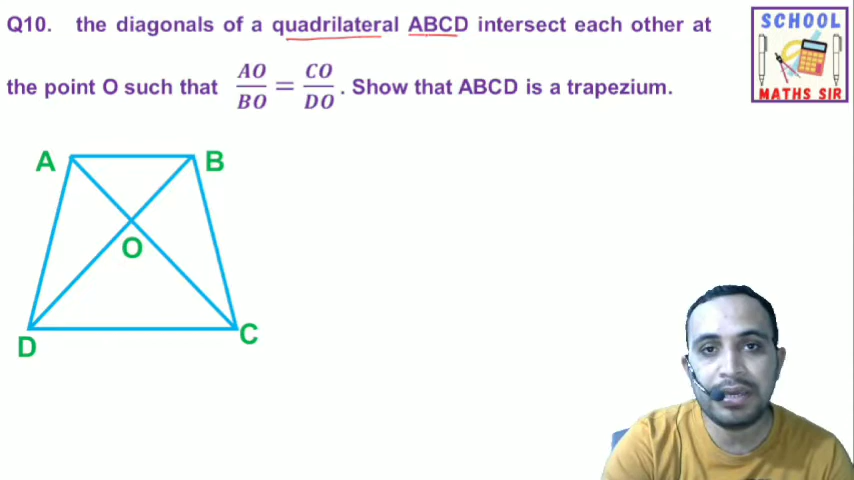 Q10. the diagonals of a quadrilateral ABCD intersect each other at
the point O such that AO/BO = CO/DO . Show that ABCD is a trapezium.
SCHOOL
MATHS SIR
A
B
O
D
C